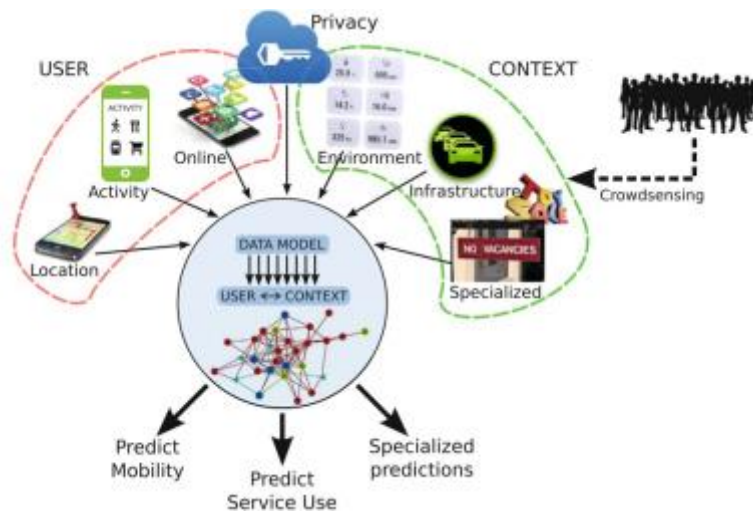 Privacy
USER
CONTEXT
ACTIVITY
Online
Environment
Activity
Infrastructure
Crowdsensing
NO VACANCIES
Location
Specialized
DATA MODEL
USER <-> CONTEXT
Predict
Mobility
Predict
Service Use
Specialized
predictions